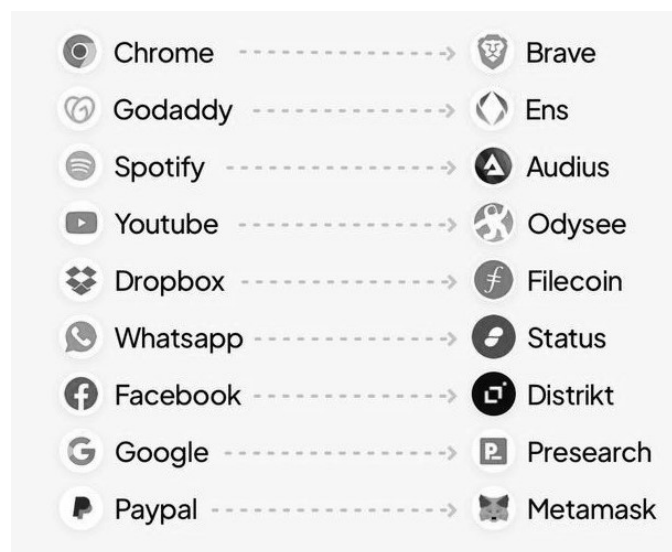 Chrome Brave
Godaddy Ens
Spotify Audius
Youtube Odysee
Dropbox Filecoin
Whatsapp Status
Facebook Distrikt
Google Presearch
Paypal Metamask